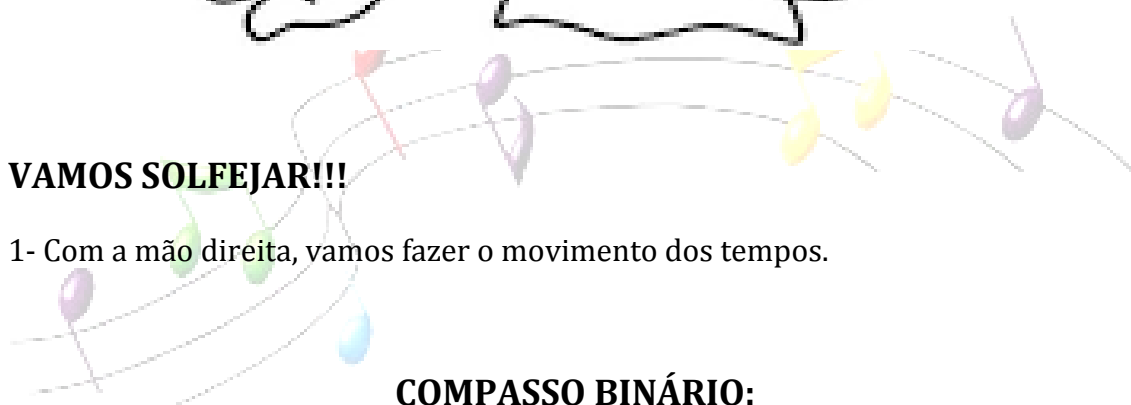 VAMOS SOLFEJAR!!!
1- Com a mão direita, vamos fazer o movimento dos tempos.
COMPASSO BINÁRIO: